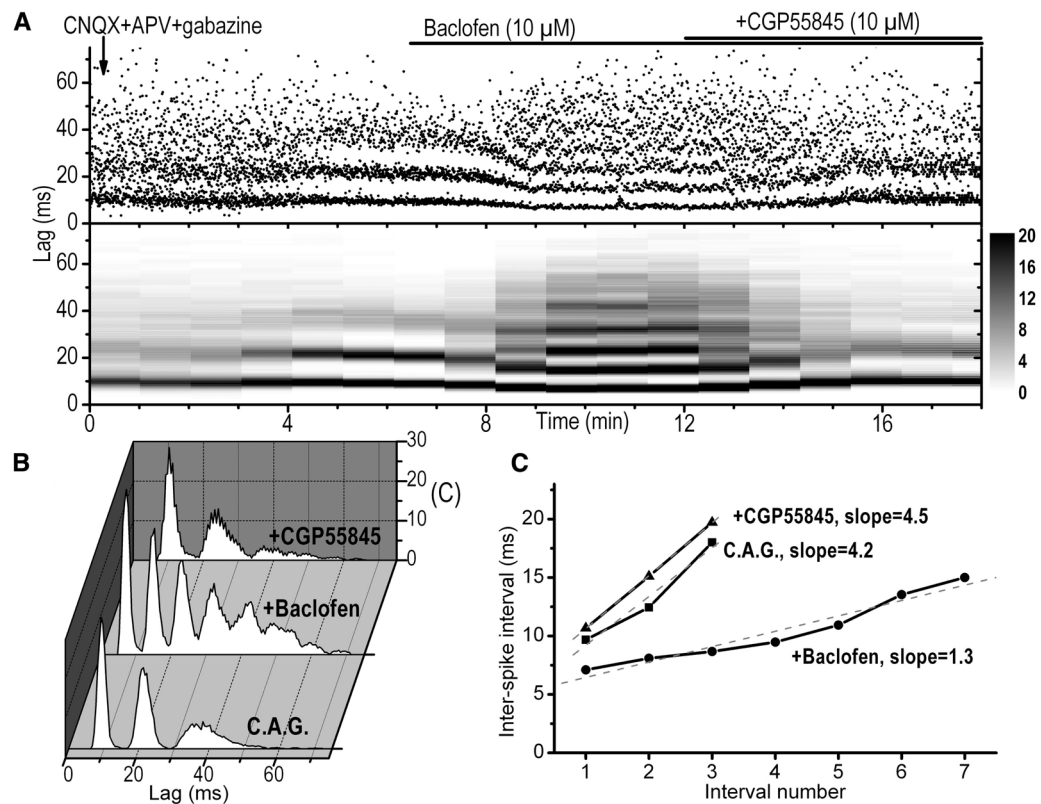 A
CNQX+APV+gabazine
Baclofen (10 µM)
+CGP55845 (10 µM)
60
40
20
0
60
40
20
0
Lag (ms)
0
4
8
12
16
Time (min)
20
16
12
8
4
0
B
30
20
10
0
(C)
+CGP55845
+Baclofen
C.A.G.
0
20
40
60
Lag (ms)
C
20
15
10
5
0
Inter-spike interval (ms)
+CGP55845, slope=4.5
C.A.G., slope=4.2
+Baclofen, slope=1.3
1
2
3
4
5
6
7
Interval number